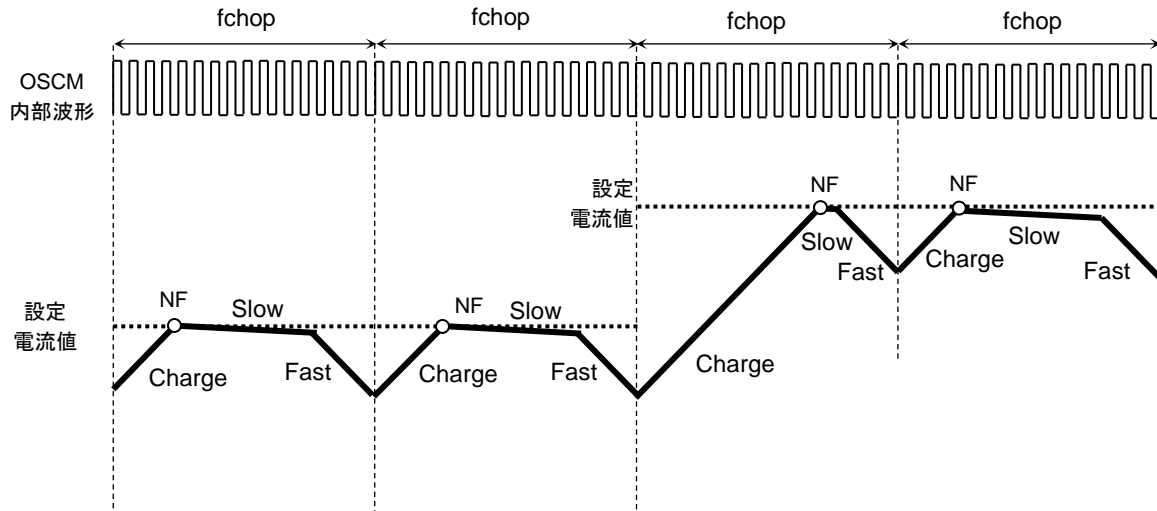 fchop
fchop
fchop
fchop
OSCM
内部波形
設定
電流値
NF
NF
Slow
Slow
Fast
Charge
Fast
Charge
設定
電流値
NF
Slow
NF
Slow
Charge
Fast
Charge
Fast